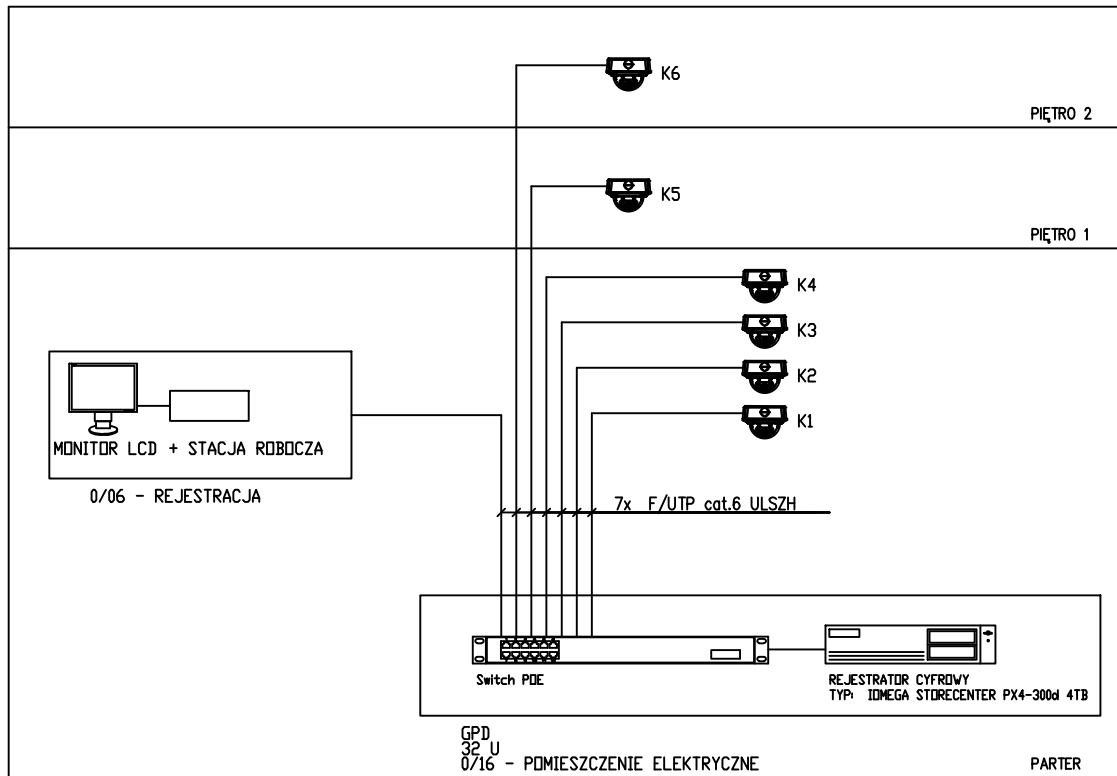 K6
PIĘTRO 2
K5
PIĘTRO 1
K4
K3
K2
K1
MONITOR LCD + STACJA ROBOCZA
0/06 - REJESTRACJA
7x F/UTP cat.6 ULSZH
Switch POE
REJESTRATOR CYFROWY
TYP: IOMEGA STORECENTER PX4-300d 4TB
GPD
32 U
0/16 - POMIESZCZENIE ELEKTRYCZNE
PARTER